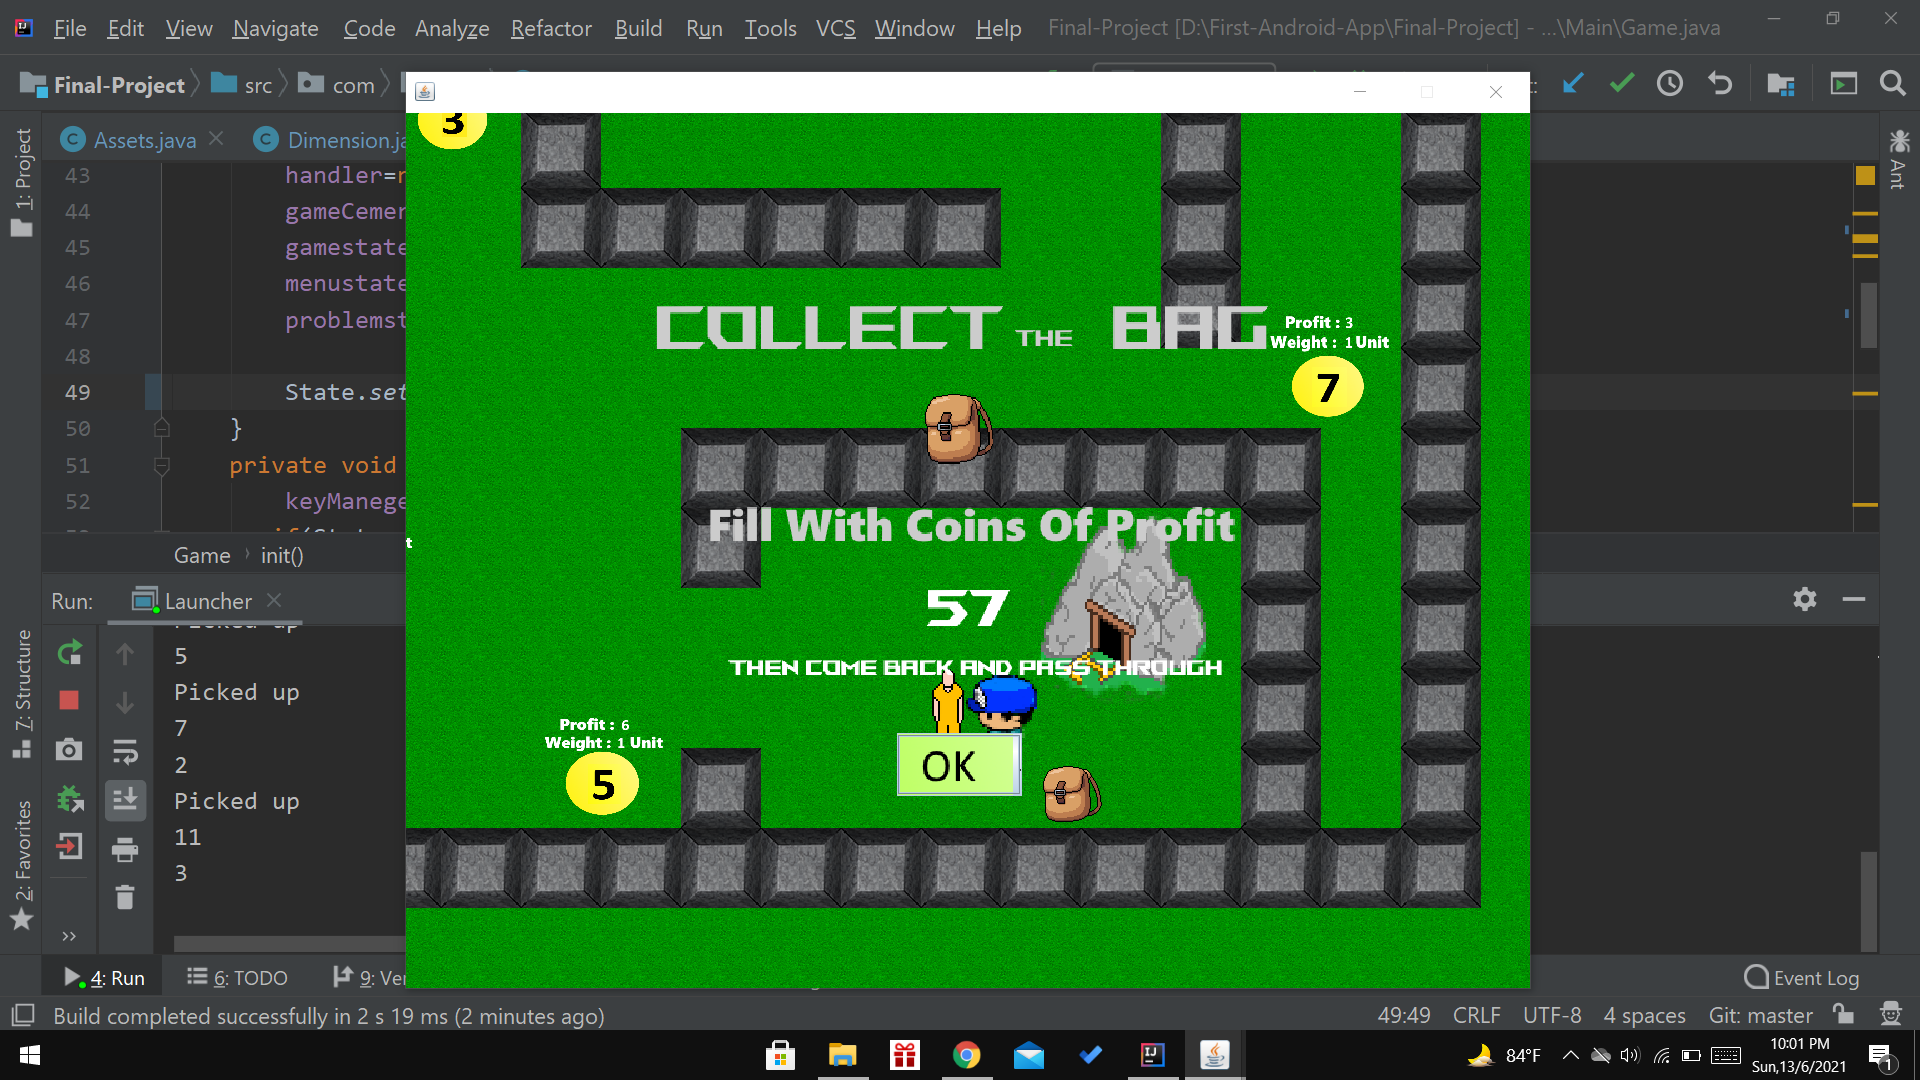 File Edit View Navigate Code Analyze Refactor Build Run Tools VCS Window Help Final-Project [D:\First-Android-App\Final-Project] - ...\Main\Game.java
Final-Project src com
1: Project
Assets.java Dimension.ja
Ant
43 handler=
44 gameCemer
45 gamestate
46 menustate
47 problemst
48
49 State.set
50 }
51 private void
52 keyManege
Game init()
Run: Launcher
Picked up
5
Picked up
7
2
Picked up
11
3
7: Structure
2: Favorites
3
COLLECT THE BAG
Profit : 3
Weight : 1 Unit
7
Fill With Coins Of Profit
57
THEN COME BACK AND PASS THROUGH
t
Profit : 6
Weight : 1 Unit
5
OK
4: Run 6: TODO 9: Ver
Event Log
Build completed successfully in 2 s 19 ms (2 minutes ago)
49:49 CRLF UTF-8 4 spaces Git: master
84°F
10:01 PM
Sun,13/6/2021
1